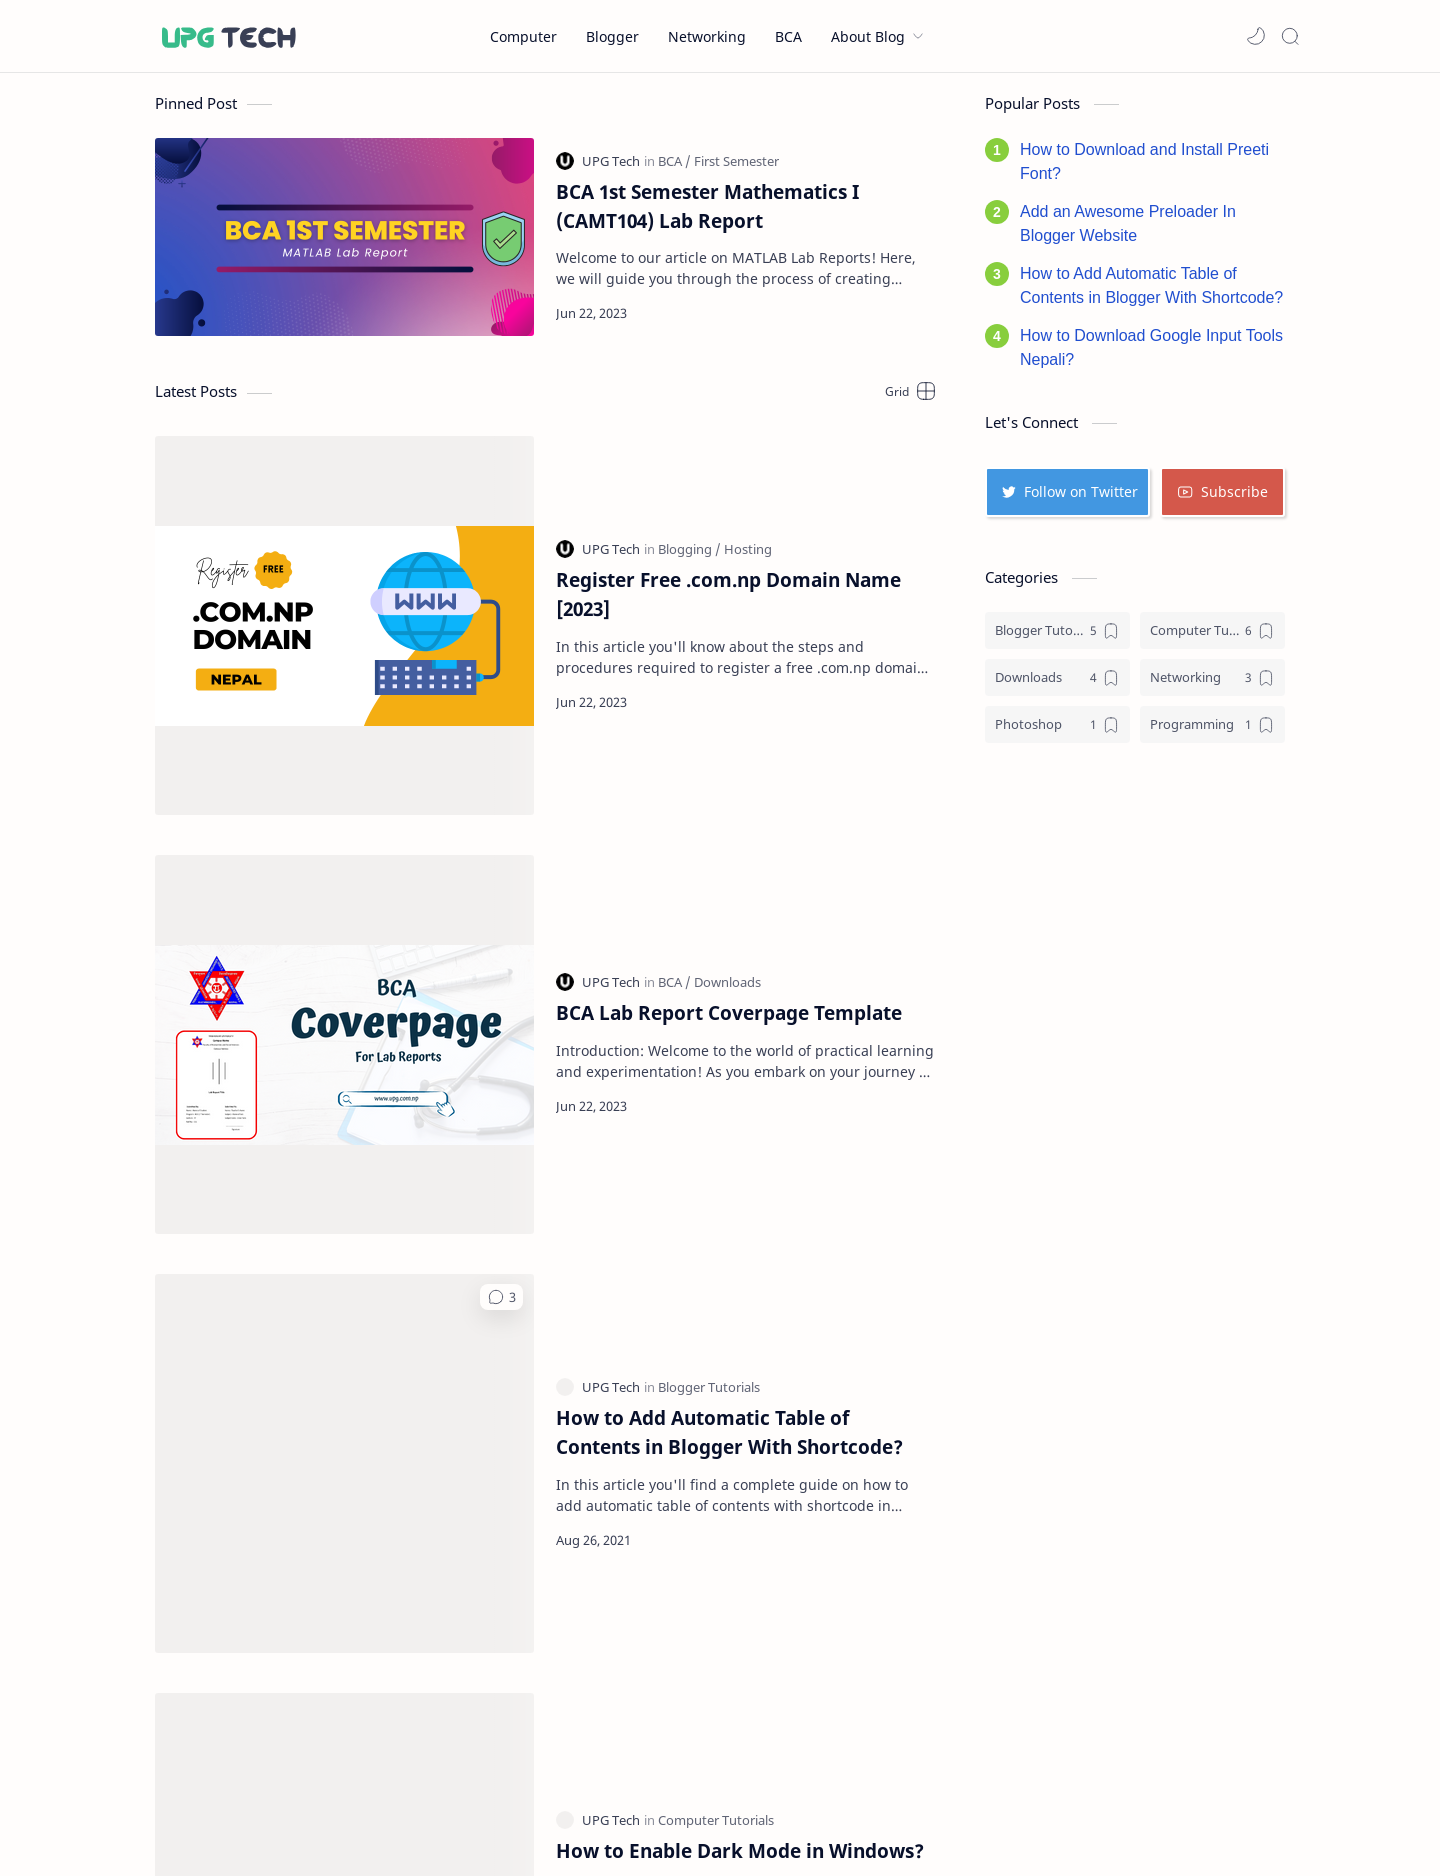 UPG TECH
Computer
Blogger
Networking
BCA
About Blog
Pinned Post
BCA 1ST SEMESTER
MATLAB Lab Report
UPG Tech in BCA / First Semester
BCA 1st Semester Mathematics I
(CAMT104) Lab Report
Welcome to our article on MATLAB Lab Reports! Here,
we will guide you through the process of creating...
Jun 22, 2023
Latest Posts
Grid
Register FREE
.COM.NP
DOMAIN
NEPAL
WWW
UPG Tech in Blogging / Hosting
Register Free .com.np Domain Name
[2023]
In this article you'll know about the steps and
procedures required to register a free .com.np domai...
Jun 22, 2023
BCA
Coverpage
For Lab Reports
www.upg.com.np
UPG Tech in BCA / Downloads
BCA Lab Report Coverpage Template
Introduction: Welcome to the world of practical learning
and experimentation! As you embark on your journey ...
Jun 22, 2023
3
UPG Tech in Blogger Tutorials
How to Add Automatic Table of
Contents in Blogger With Shortcode?
In this article you'll find a complete guide on how to
add automatic table of contents with shortcode in...
Aug 26, 2021
UPG Tech in Computer Tutorials
How to Enable Dark Mode in Windows?
Popular Posts
1 How to Download and Install Preeti
Font?
2 Add an Awesome Preloader In
Blogger Website
3 How to Add Automatic Table of
Contents in Blogger With Shortcode?
4 How to Download Google Input Tools
Nepali?
Let's Connect
Follow on Twitter
Subscribe
Categories
Blogger Tuto... 5
Computer Tu... 6
Downloads 4
Networking 3
Photoshop 1
Programming 1